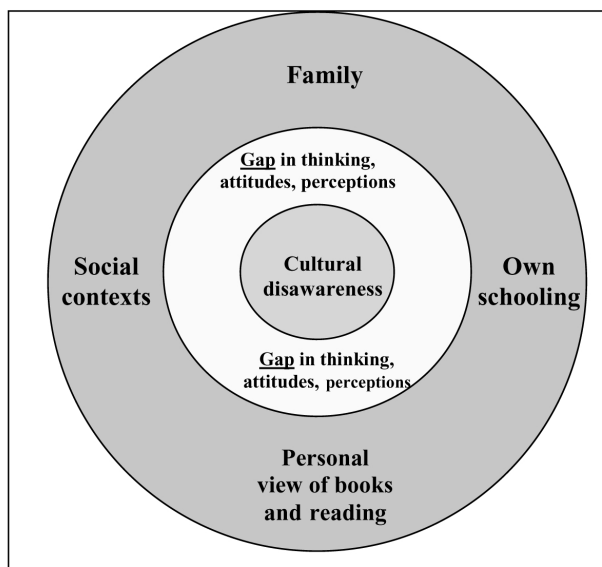 Family
Gap in thinking,
attitudes, perceptions
Social
contexts
Cultural
disawareness
Own
schooling
Gap in thinking,
attitudes, perceptions
Personal
view of books
and reading